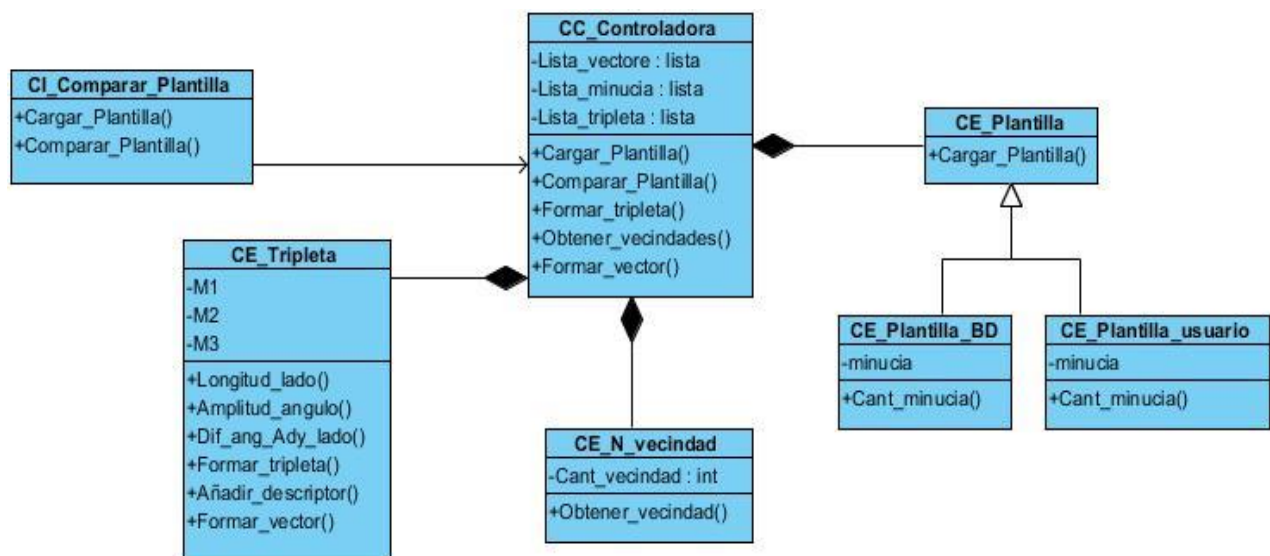 CC_Controladora
-Lista_vectore : lista
-Lista_minucia : lista
-Lista_tripleta : lista
+Cargar_Plantilla()
+Comparar_Plantilla()
+Formar_tripleta()
+Obtener_vecindades()
+Formar_vector()
CI_Comparar_Plantilla
+Cargar_Plantilla()
+Comparar_Plantilla()
CE_Plantilla
+Cargar_Plantilla()
CE_Tripleta
-M1
-M2
-M3
+Longitud_lado()
+Amplitud_angulo()
+Dif_ang_Ady_lado()
+Formar_tripleta()
+Añadir_descriptor()
+Formar_vector()
CE_N_vecindad
-Cant_vecindad : int
+Obtener_vecindad()
CE_Plantilla_BD
-minucia
+Cant_minucia()
CE_Plantilla_usuario
-minucia
+Cant_minucia()